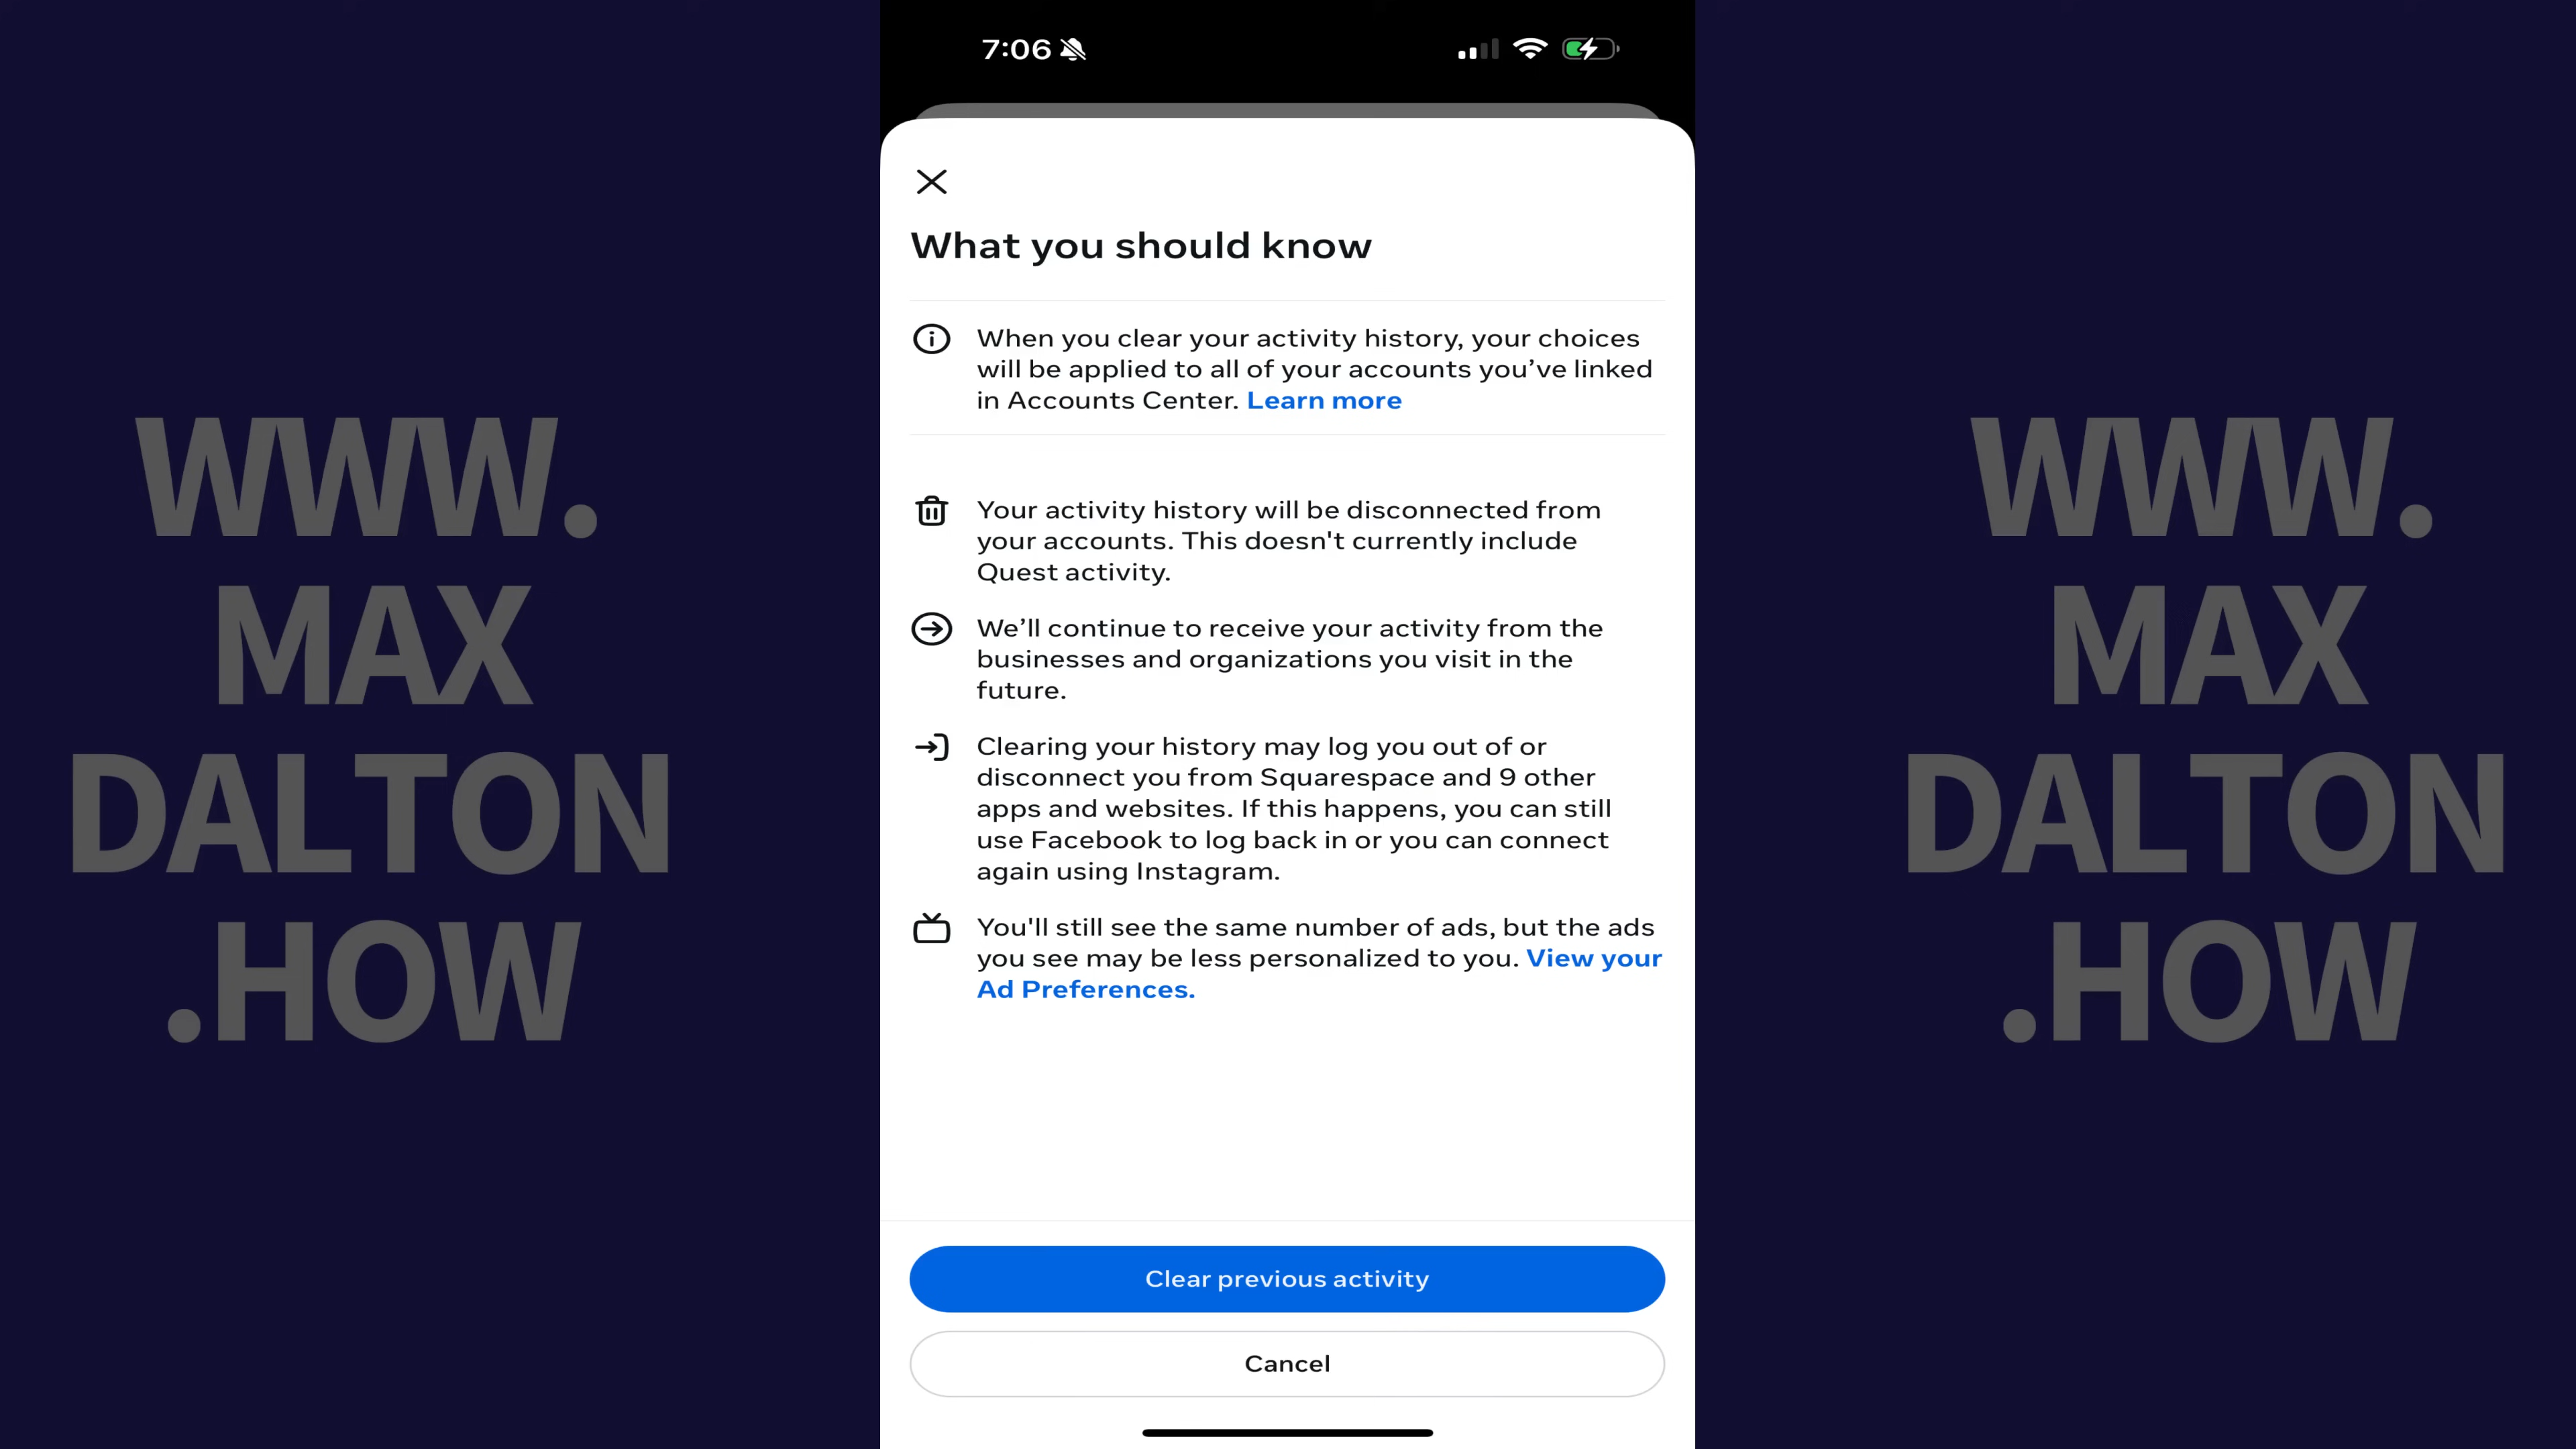 WWW.
MAX
DALTON
.HOW
7:06
What you should know
When you clear your activity history, your choices
will be applied to all of your accounts you’ve linked
in Accounts Center. Learn more
Your activity history will be disconnected from
your accounts. This doesn't currently include
Quest activity.
We’ll continue to receive your activity from the
businesses and organizations you visit in the
future.
Clearing your history may log you out of or
disconnect you from Squarespace and 9 other
apps and websites. If this happens, you can still
use Facebook to log back in or you can connect
again using Instagram.
You'll still see the same number of ads, but the ads
you see may be less personalized to you. View your
Ad Preferences.
Clear previous activity
Cancel
WWW.
MAX
DALTON
.HOW